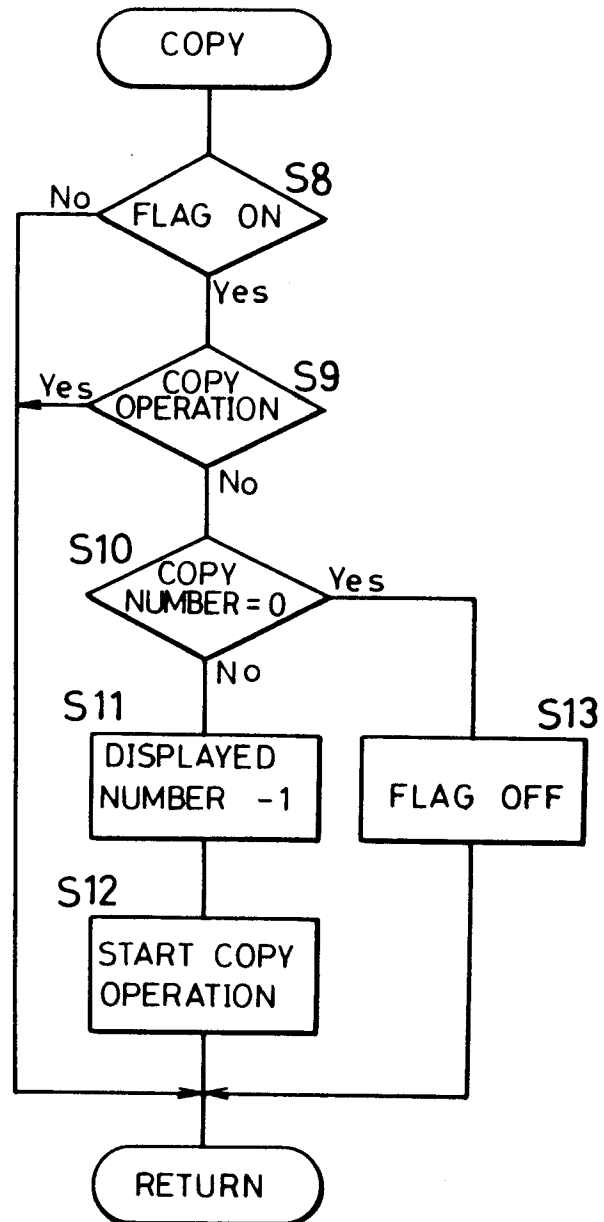 COPY
S8
No
FLAG ON
Yes
S9
Yes
COPY
OPERATION
No
S10
COPY
NUMBER=0
Yes
No
S11
DISPLAYED
NUMBER -1
S13
FLAG OFF
S12
START COPY
OPERATION
RETURN